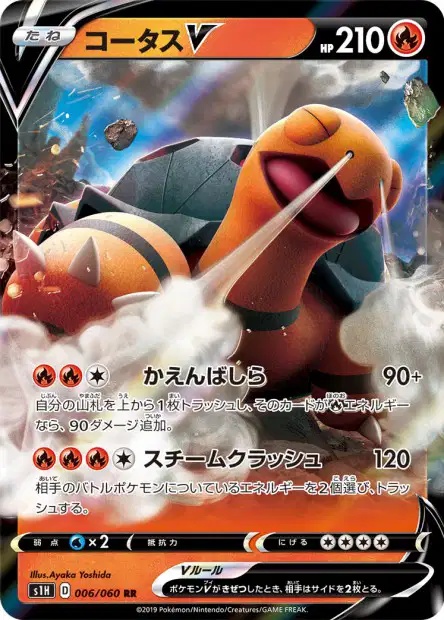 たね コータスV HP210
かえんばしら 90+
自分の山札を上から1枚トラッシュし、そのカードが エネルギー
なら、90ダメージ追加。
スチームクラッシュ 120
相手のバトルポケモンについているエネルギーを2個選び、トラッ
シュする。
弱点 ×2 抵抗力 にげる
Illus.Ayaka Yoshida
Vルール
ポケモンVがきぜつしたとき、相手はサイドを2枚とる。
s1H D 006/060 RR
©2019 Pokémon/Nintendo/Creatures/GAME FREAK.